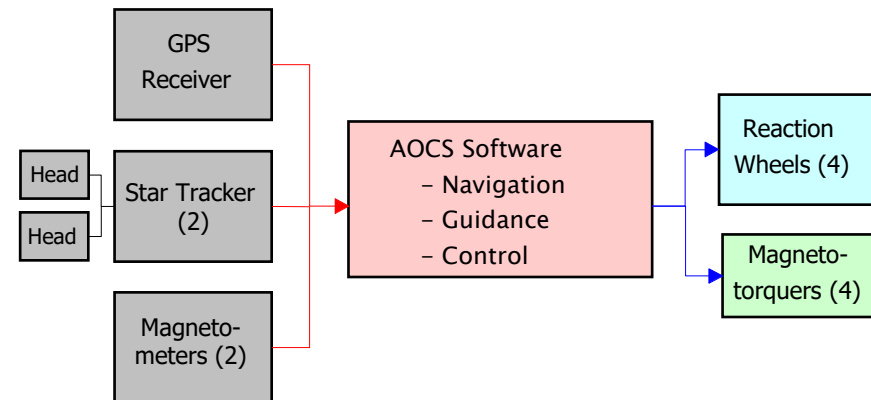 GPS
Receiver
Head
Head
Star Tracker
(2)
Magneto-
meters (2)
AOCS Software
– Navigation
– Guidance
– Control
Reaction
Wheels (4)
Magneto-
torquers (4)